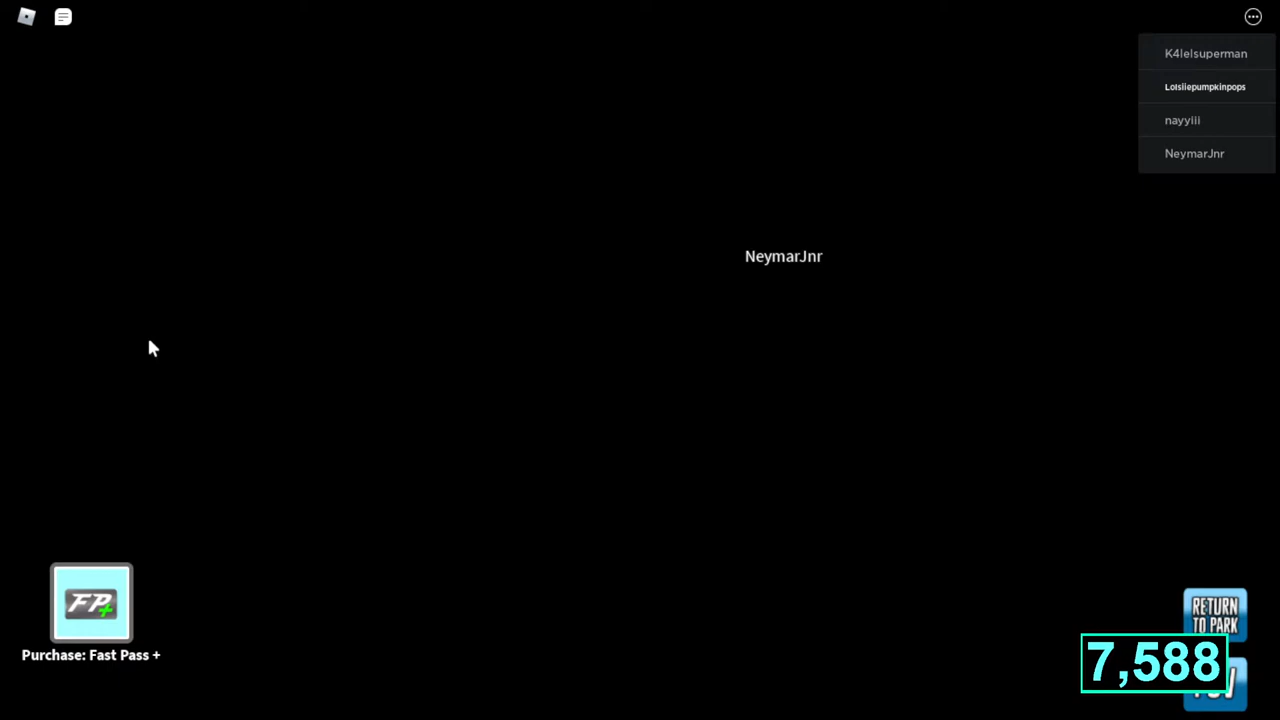 K4lelsuperman
Lolsliepumpkinpops
nayyiii
NeymarJnr
NeymarJnr
FP+
Purchase: Fast Pass +
RETURN
TO PARK
7,588